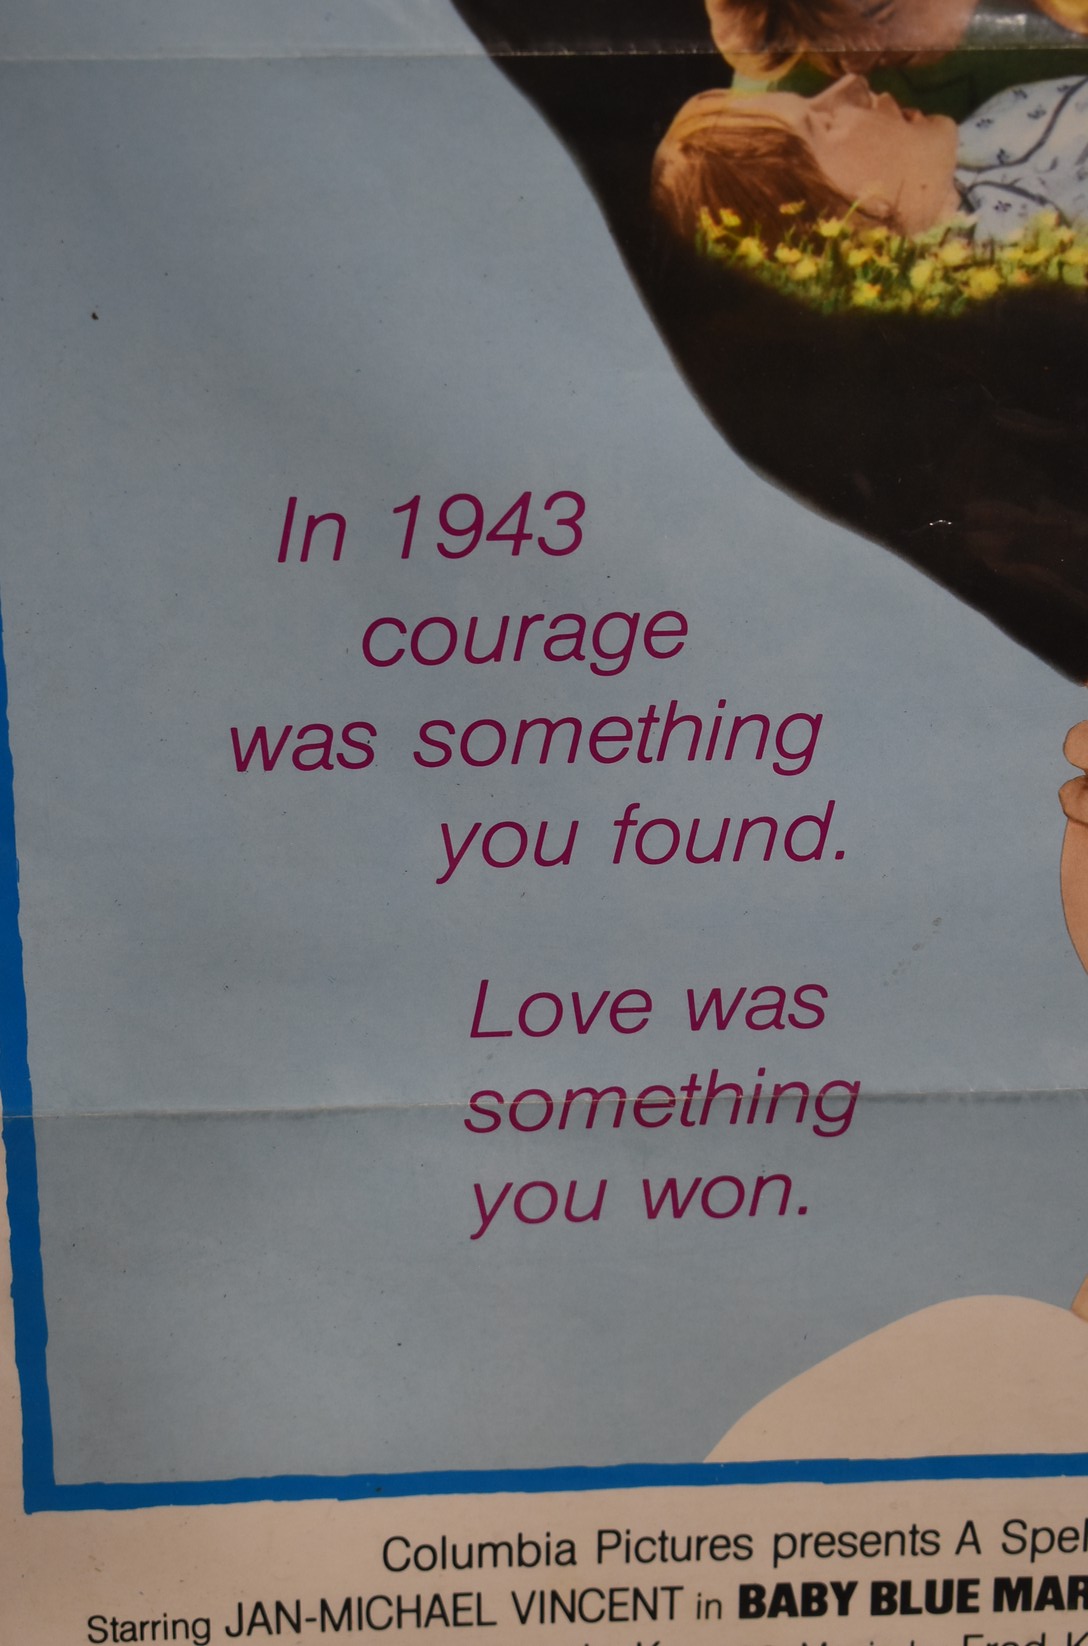 In 1943
courage
was something
you found.
Love was
something
you won.
Columbia Pictures presents A Spel
Starring JAN-MICHAEL VINCENT in BABY BLUE MAR